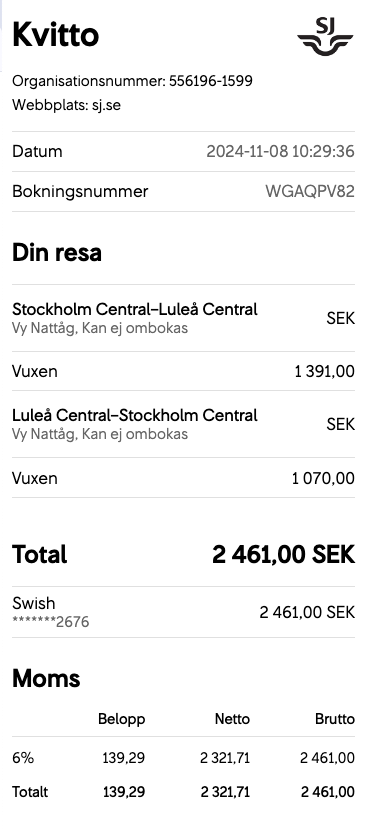 Kvitto
SJ
Organisationsnummer: 556196-1599
Webbplats: sj.se
Datum 2024-11-08 10:29:36
Bokningsnummer WGAQPV82
Din resa
Stockholm Central–Luleå Central SEK
Vy Nattåg, Kan ej ombokas
Vuxen 1 391,00
Luleå Central–Stockholm Central SEK
Vy Nattåg, Kan ej ombokas
Vuxen 1 070,00
Total 2 461,00 SEK
Swish 2 461,00 SEK
*******2676
Moms
Belopp Netto Brutto
6% 139,29 2 321,71 2 461,00
Totalt 139,29 2 321,71 2 461,00